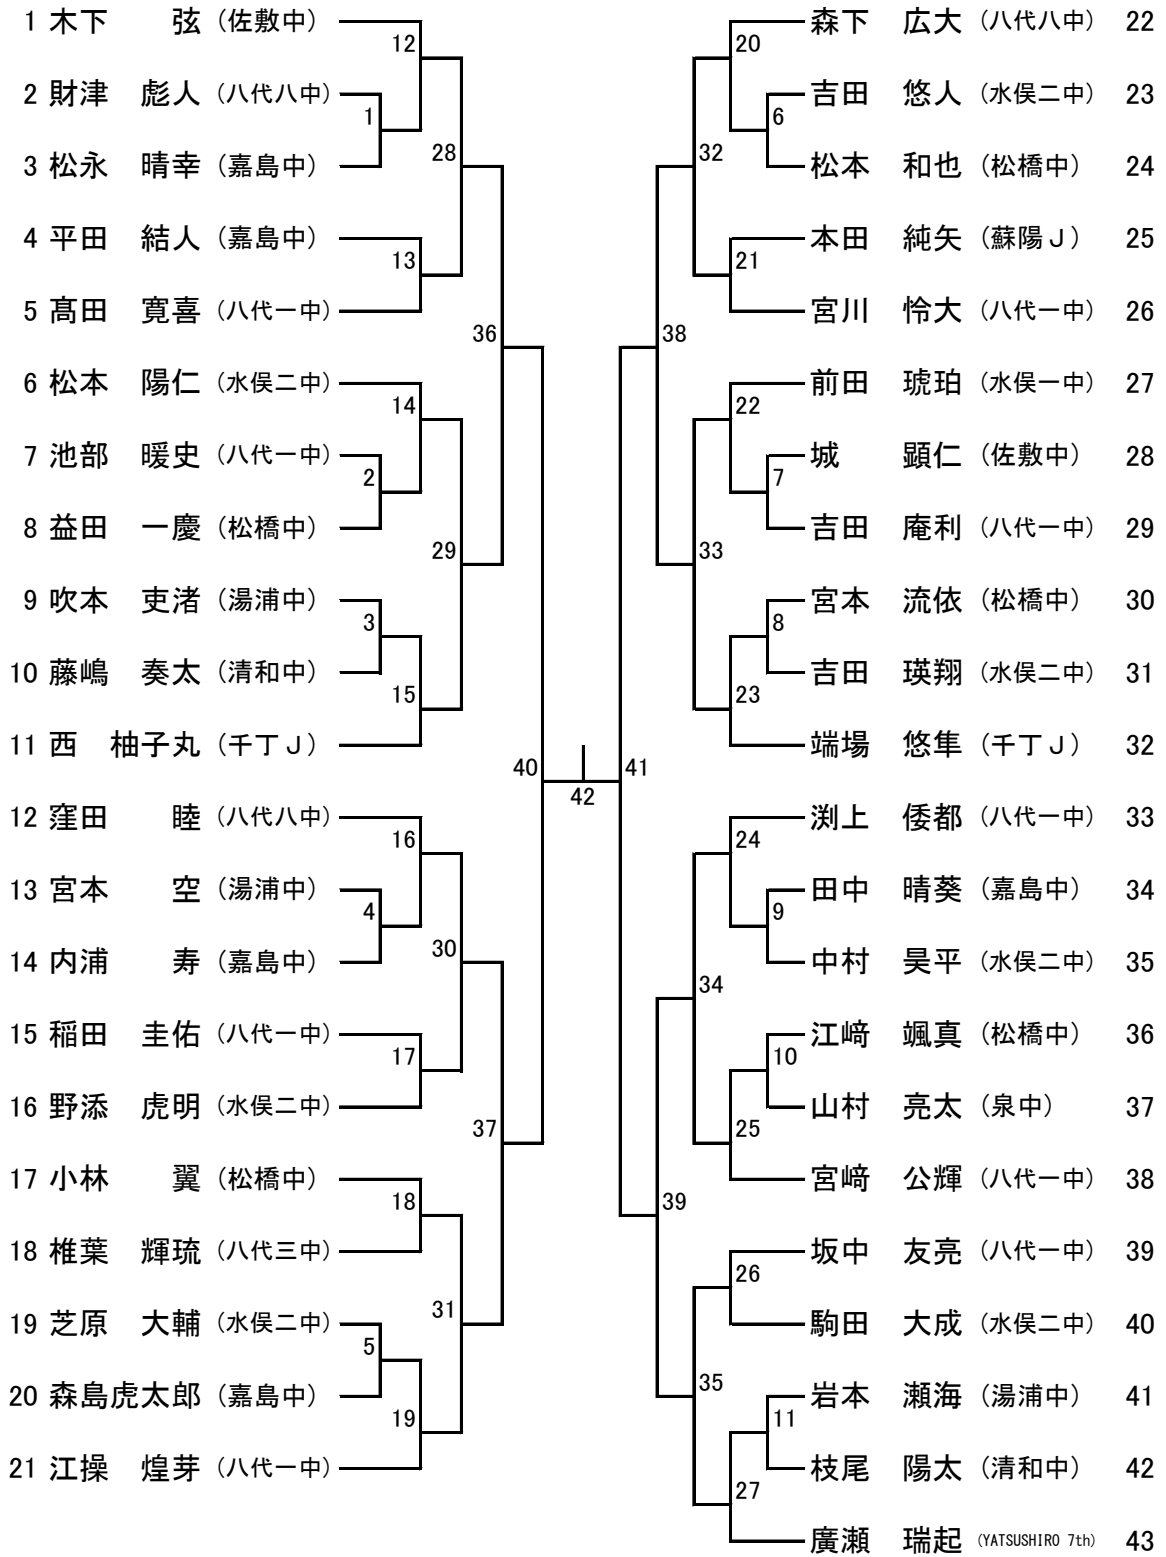 1 木下　　弦（佐敷中）
2 財津　彪人（八代八中）
3 松永　晴幸（嘉島中）
4 平田　結人（嘉島中）
5 髙田　寛喜（八代一中）
6 松本　陽仁（水俣二中）
7 池部　暖史（八代一中）
8 益田　一慶（松橋中）
9 吹本　吏渚（湯浦中）
10 藤嶋　奏太（清和中）
11 西　柚子丸（千丁Ｊ）
12 窪田　　睦（八代八中）
13 宮本　　空（湯浦中）
14 内浦　　寿（嘉島中）
15 稲田　圭佑（八代一中）
16 野添　虎明（水俣二中）
17 小林　　翼（松橋中）
18 椎葉　輝琉（八代三中）
19 芝原　大輔（水俣二中）
20 森島虎太郎（嘉島中）
21 江操　煌芽（八代一中）
12
1
28
13
36
14
2
29
3
15
40
16
4
30
17
37
18
31
5
19
42
41
20
6
32
21
38
22
7
33
8
23
24
9
34
10
25
39
26
35
11
27
森下　広大（八代八中）22
吉田　悠人（水俣二中）23
松本　和也（松橋中）24
本田　純矢（蘇陽Ｊ）25
宮川　怜大（八代一中）26
前田　琥珀（水俣一中）27
城　　顕仁（佐敷中）28
吉田　庵利（八代一中）29
宮本　流依（松橋中）30
吉田　瑛翔（水俣二中）31
端場　悠隼（千丁Ｊ）32
渕上　倭都（八代一中）33
田中　晴葵（嘉島中）34
中村　昊平（水俣二中）35
江﨑　颯真（松橋中）36
山村　亮太（泉中）37
宮﨑　公輝（八代一中）38
坂中　友亮（八代一中）39
駒田　大成（水俣二中）40
岩本　瀬海（湯浦中）41
枝尾　陽太（清和中）42
廣瀬　瑞起（YATSUSHIRO 7th）43